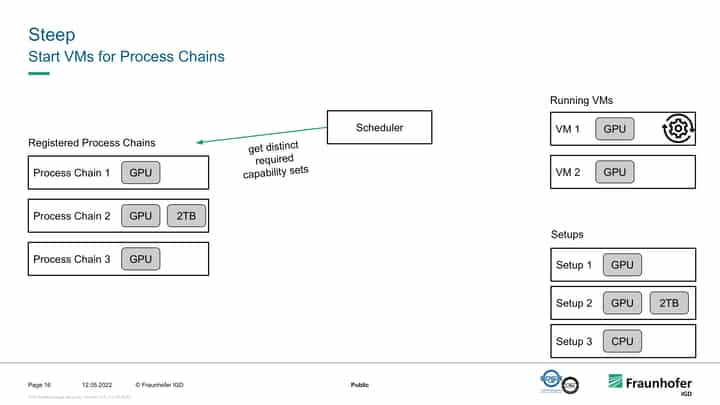 Steep
Start VMs for Process Chains
Running VMs
Scheduler
VM 1 GPU
Registered Process Chains
get distinct
required
capability sets
Process Chain 1 GPU
VM 2 GPU
Process Chain 2 GPU 2TB
Setups
Process Chain 3 GPU
Setup 1 GPU
Setup 2 GPU 2TB
Setup 3 CPU
Page 16 12.05.2022 © Fraunhofer IGD Public
Fraunhofer
IGD